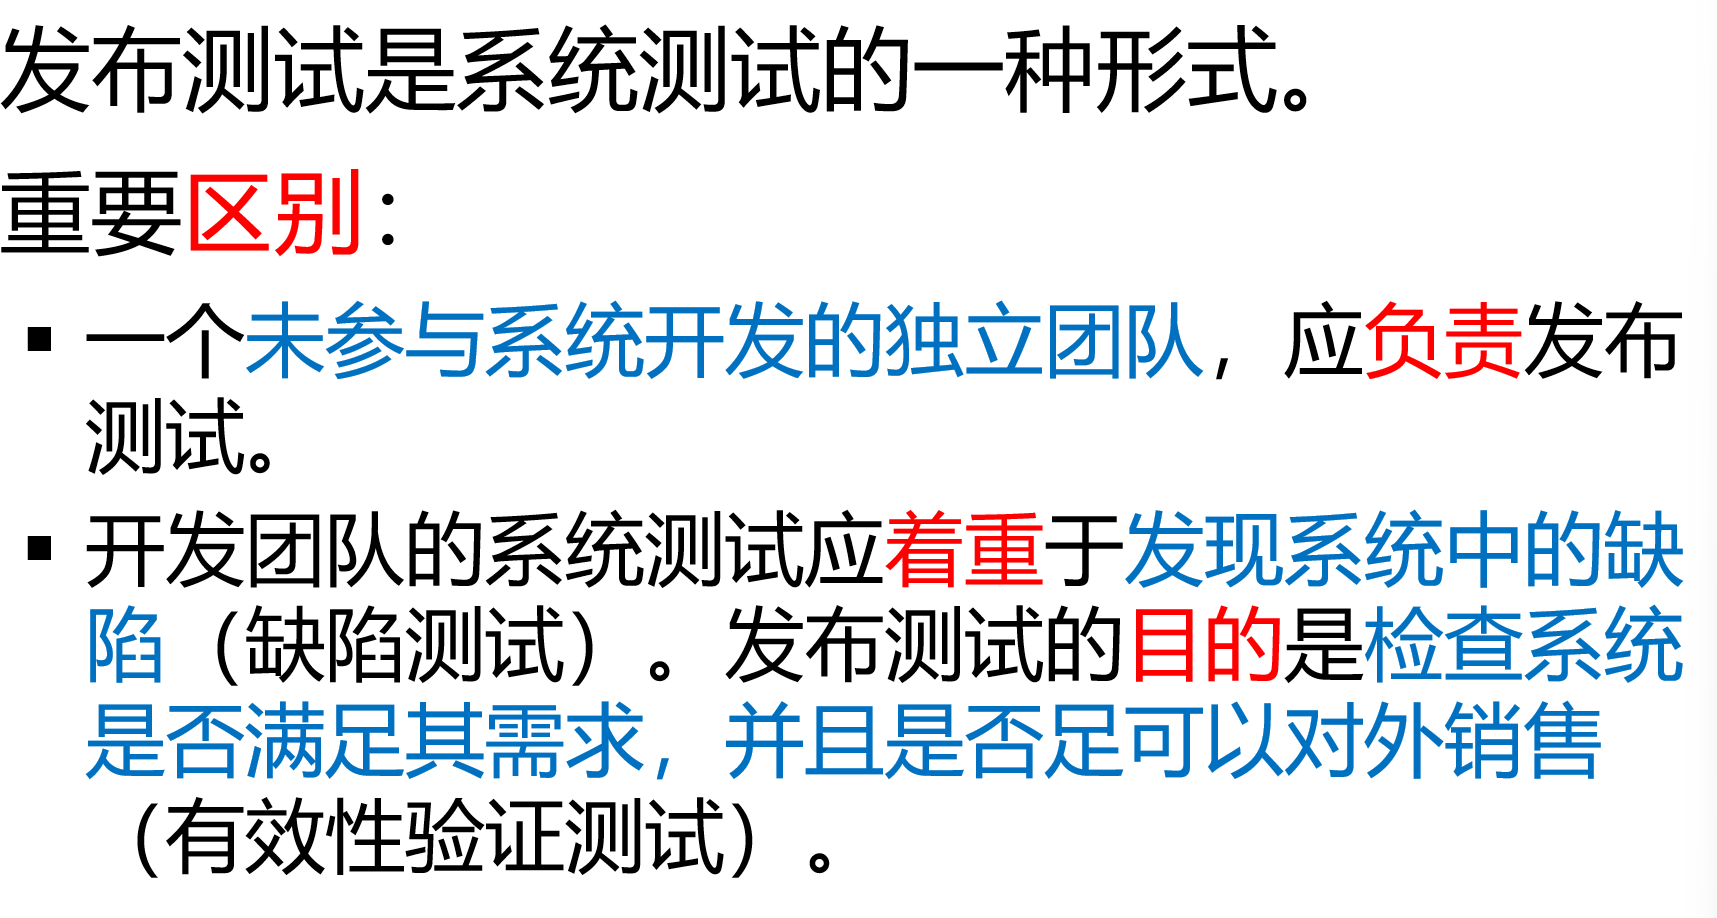 发布测试是系统测试的一种形式。
重要区别：
▪ 一个未参与系统开发的独立团队，应负责发布
测试。
▪ 开发团队的系统测试应着重于发现系统中的缺
陷（缺陷测试）。发布测试的目的是检查系统
是否满足其需求，并且是否足可以对外销售
（有效性验证测试）。